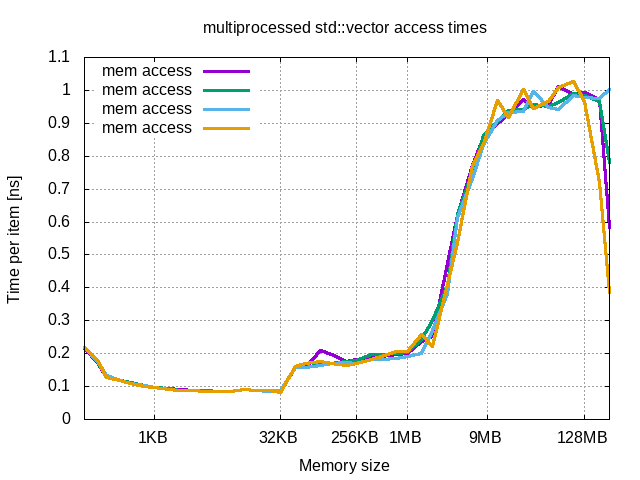 multiprocessed std::vector access times
mem access
mem access
mem access
mem access
Time per item [ns]
1.1
1
0.9
0.8
0.7
0.6
0.5
0.4
0.3
0.2
0.1
0
1KB 32KB 256KB 1MB 9MB 128MB
Memory size